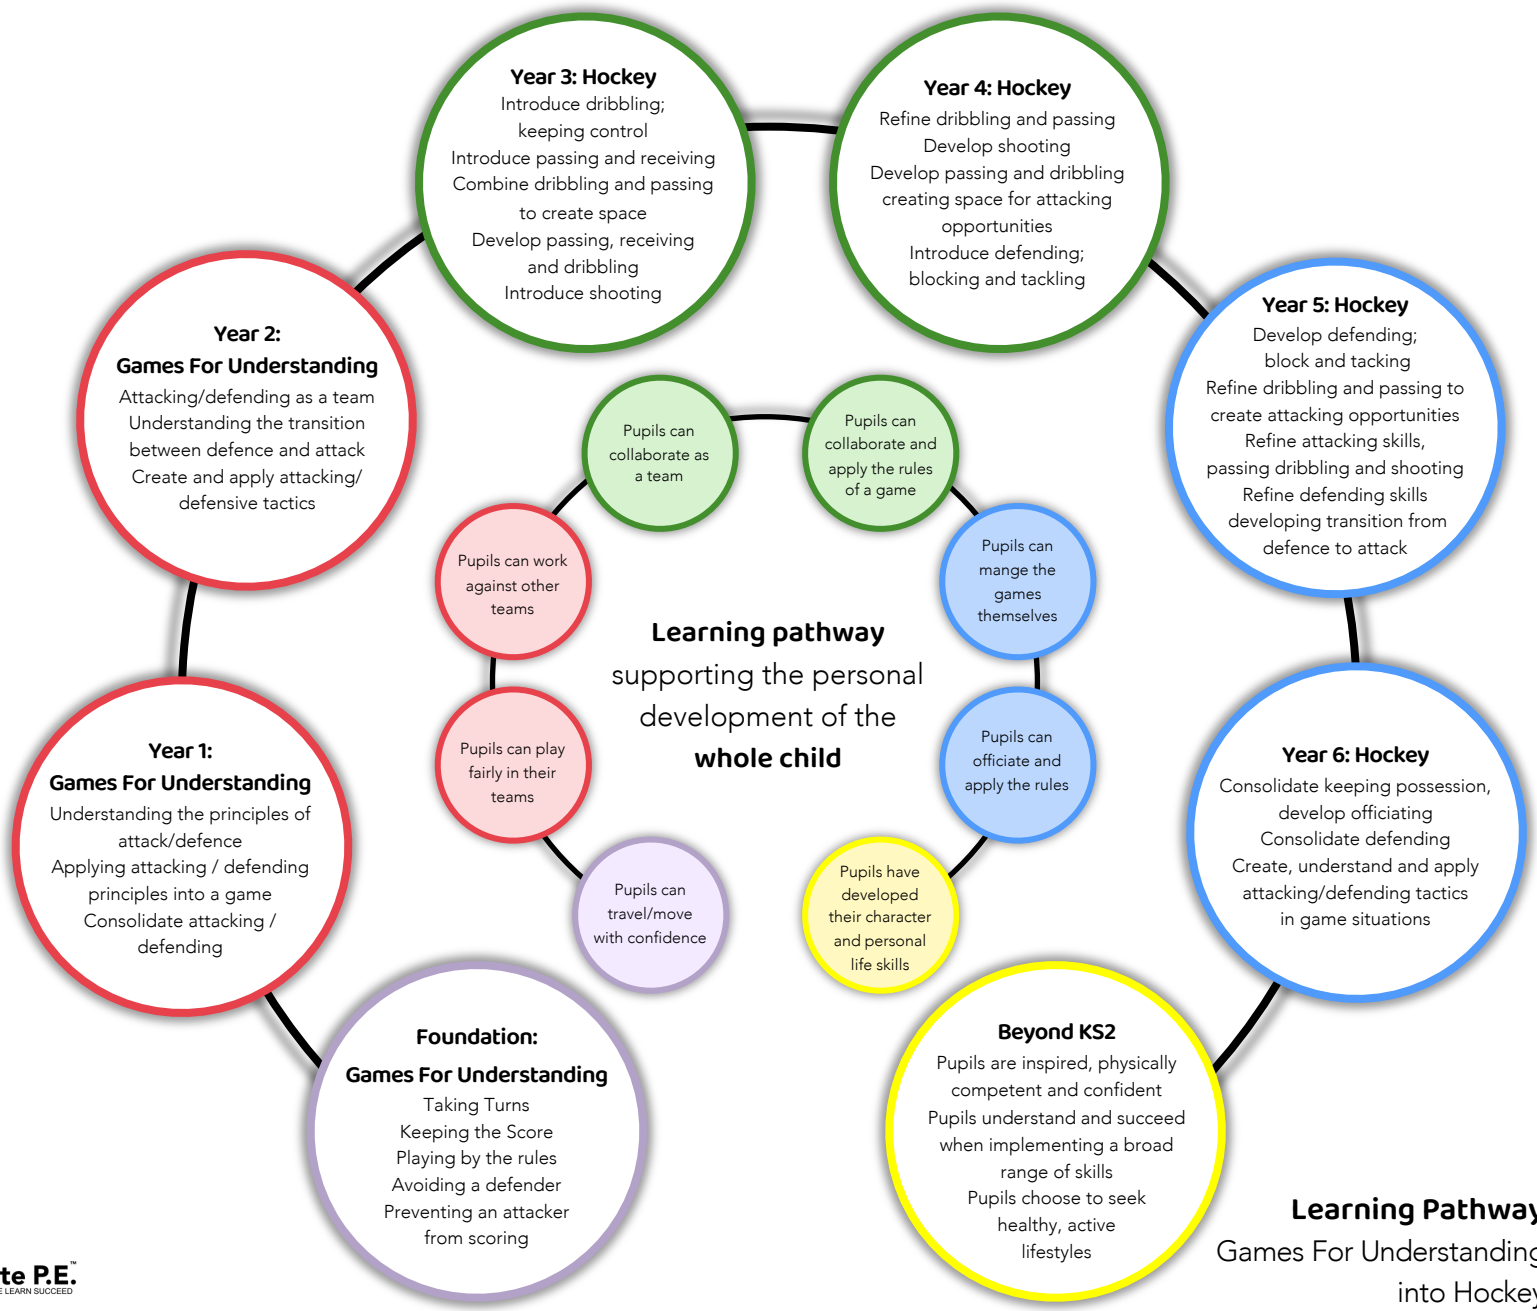 Year 3: Hockey
Introduce dribbling;
keeping control
Introduce passing and receiving
Combine dribbling and passing
to create space
Develop passing, receiving
and dribbling
Introduce shooting
Year 4: Hockey
Refine dribbling and passing
Develop shooting
Develop passing and dribbling
creating space for attacking
opportunities
Introduce defending;
blocking and tackling
Year 2:
Games For Understanding
Attacking/defending as a team
Understanding the transition
between defence and attack
Create and apply attacking/
defensive tactics
Year 5: Hockey
Develop defending;
block and tacking
Refine dribbling and passing to
create attacking opportunities
Refine attacking skills,
passing dribbling and shooting
Refine defending skills
developing transition from
defence to attack
Pupils can
collaborate as
a team
Pupils can
collaborate and
apply the rules
of a game
Pupils can work
against other
teams
Pupils can
mange the
games
themselves
Learning pathway
supporting the personal
development of the
whole child
Pupils can play
fairly in their
teams
Pupils can
officiate and
apply the rules
Year 1:
Games For Understanding
Understanding the principles of
attack/defence
Applying attacking / defending
principles into a game
Consolidate attacking /
defending
Year 6: Hockey
Consolidate keeping possession,
develop officiating
Consolidate defending
Create, understand and apply
attacking/defending tactics
in game situations
Pupils can
travel/move
with confidence
Pupils have
developed
their character
and personal
life skills
Foundation:
Games For Understanding
Taking Turns
Keeping the Score
Playing by the rules
Avoiding a defender
Preventing an attacker
from scoring
Beyond KS2
Pupils are inspired, physically
competent and confident
Pupils understand and succeed
when implementing a broad
range of skills
Pupils choose to seek
healthy, active
lifestyles
Learning Pathway
Games For Understanding
into Hockey
te P.E.™
LEARN SUCCEED